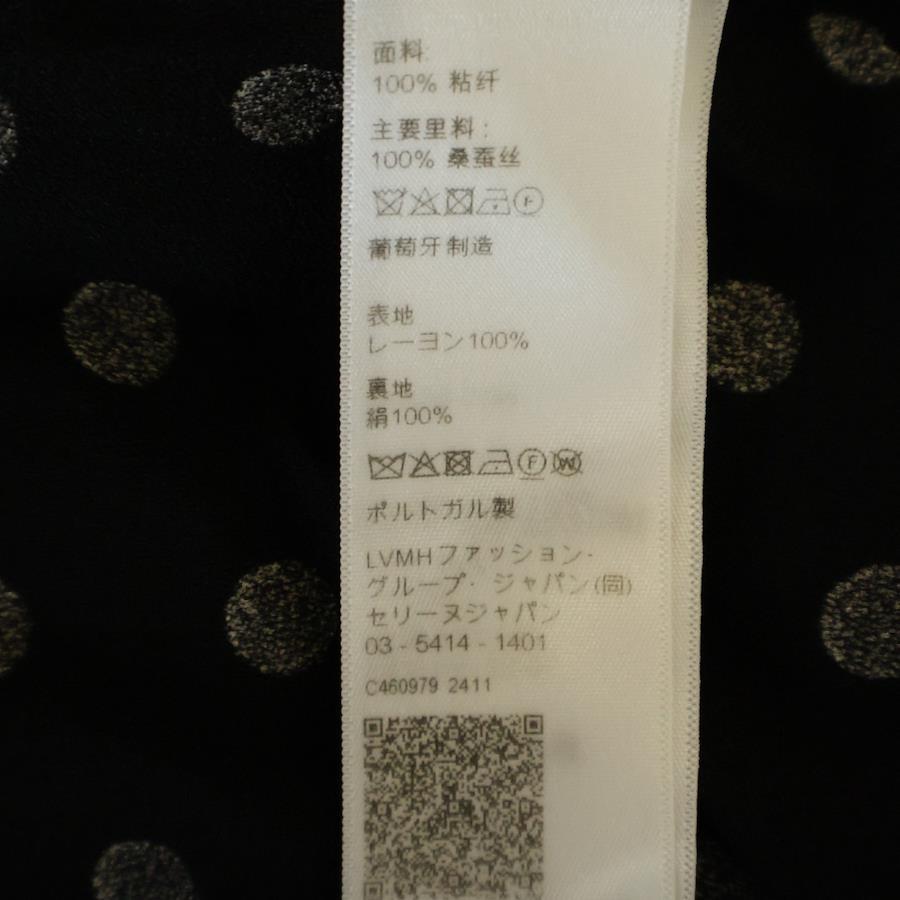 面料:
100% 粘纤
主要里料:
100% 桑蚕丝
F
葡萄牙制造
表地
レーヨン100%
裏地
絹100%
F W
ポルトガル製
LVMHファッション・
グループ・ジャパン(同)
セリーヌジャパン
03 - 5414 - 1401
C460979 2411